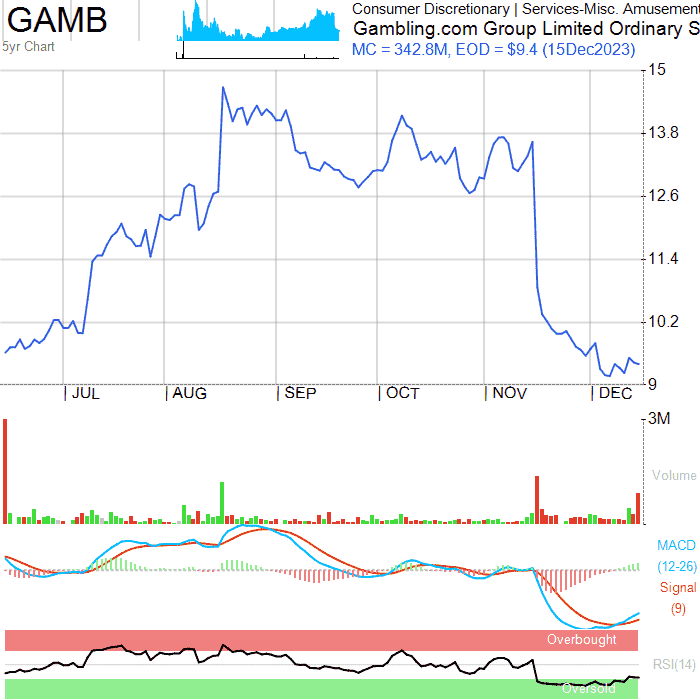 GAMB
5yr Chart
Consumer Discretionary | Services-Misc. Amusement
Gambling.com Group Limited Ordinary S
MC = 342.8M, EOD = $9.4 (15Dec2023)
15
13.8
12.6
11.4
10.2
9
JUL
AUG
SEP
OCT
NOV
DEC
3M
Volume
MACD
(12-26)
Signal
(9)
Overbought
RSI(14)
Oversold